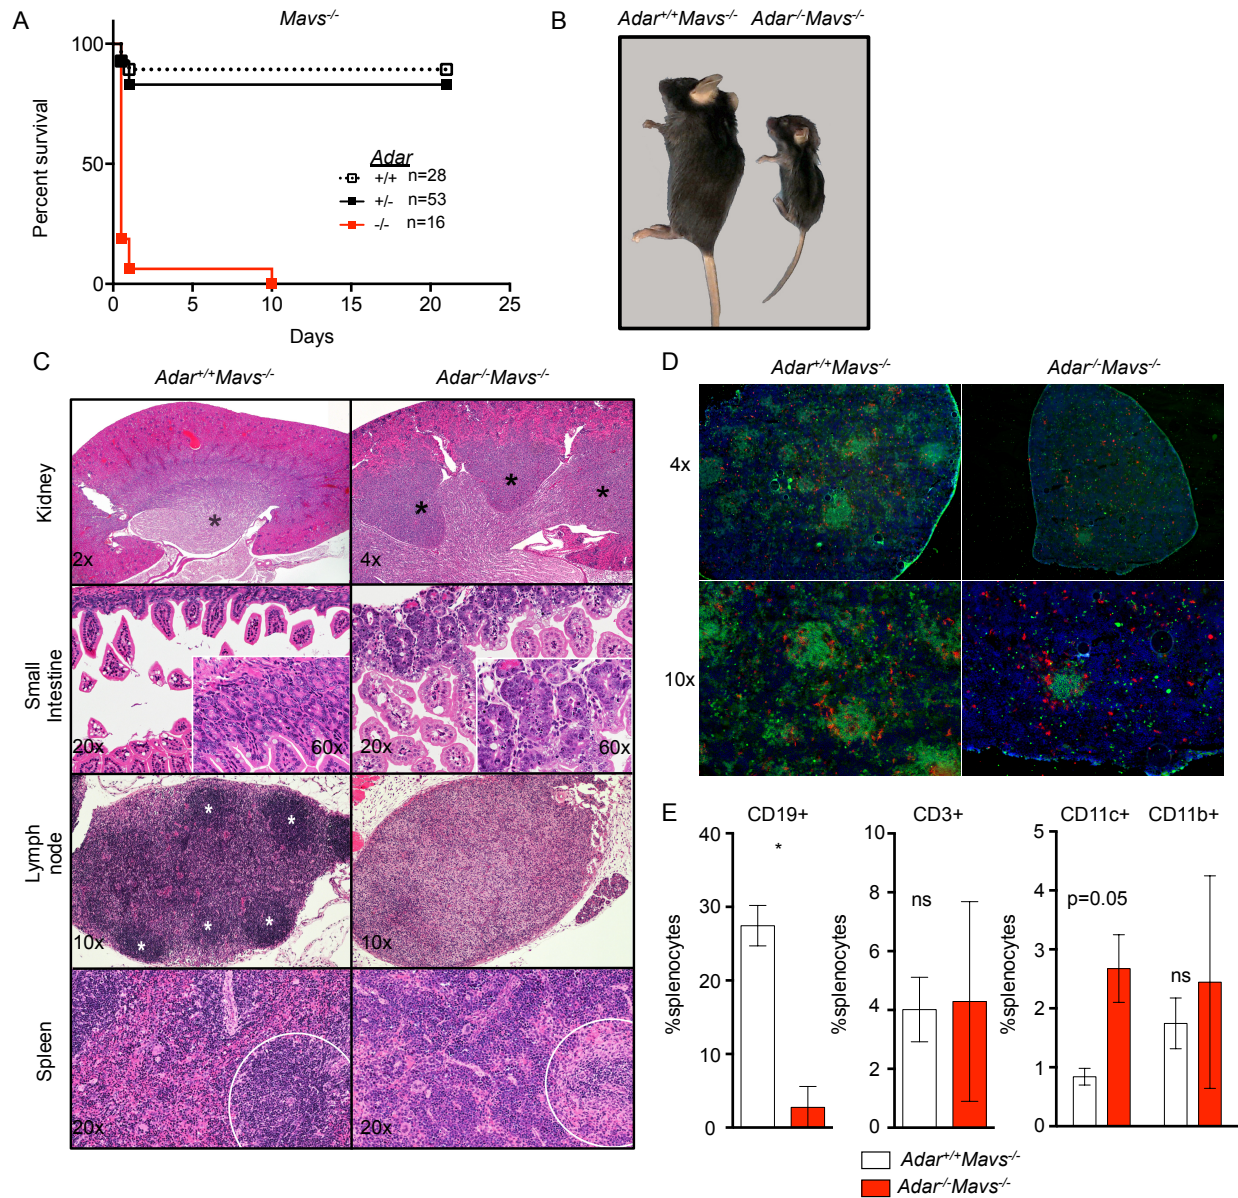 A
Mavs-/-
100
50
0
Percent survival
Adar
+/+ n=28
+/- n=53
-/- n=16
0 5 10 15 20 25
Days
B
Adar+/+Mavs-/- Adar-/-Mavs-/-
C
Adar+/+Mavs-/- Adar-/-Mavs-/-
Kidney
* *
* *
2x 4x
Small
Intestine
20x 60x 20x 60x
Lymph
node
* *
* * *
10x 10x
Spleen
20x 20x
D
Adar+/+Mavs-/- Adar-/-Mavs-/-
4x
10x
E
CD19+
*
40
30
20
10
0
%splenocytes
CD3+
ns
10
8
6
4
2
0
%splenocytes
CD11c+ CD11b+
p=0.05
ns
5
4
3
2
1
0
%splenocytes
Adar+/+Mavs-/-
Adar-/-Mavs-/-